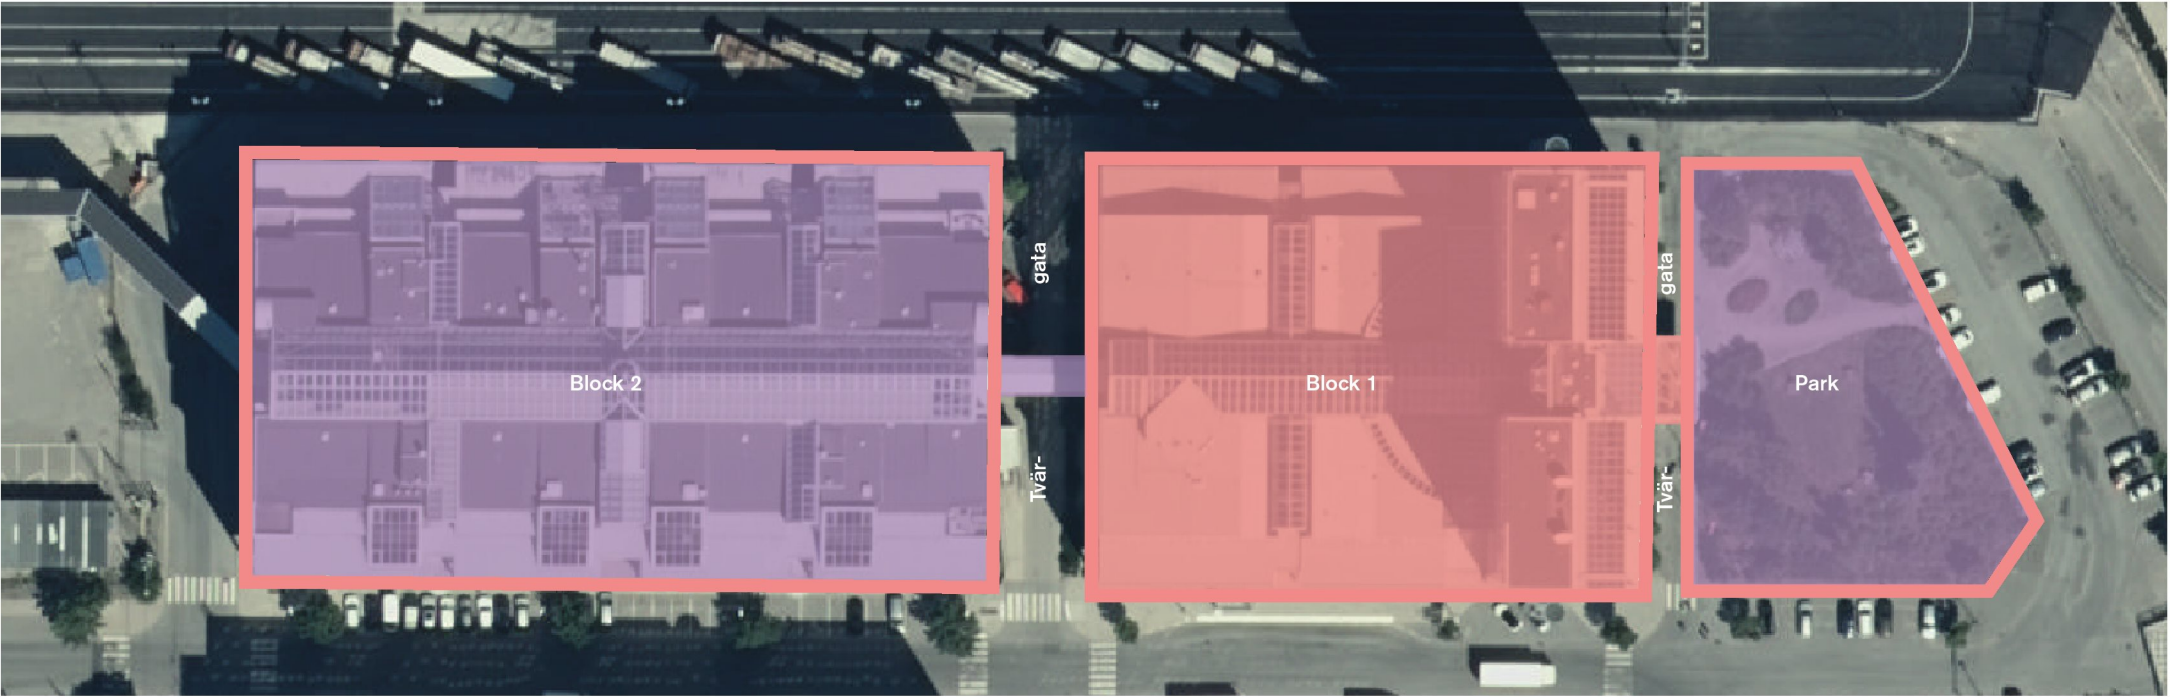 Block 2
gata
Tvär-
Block 1
gata
Tvär-
Park